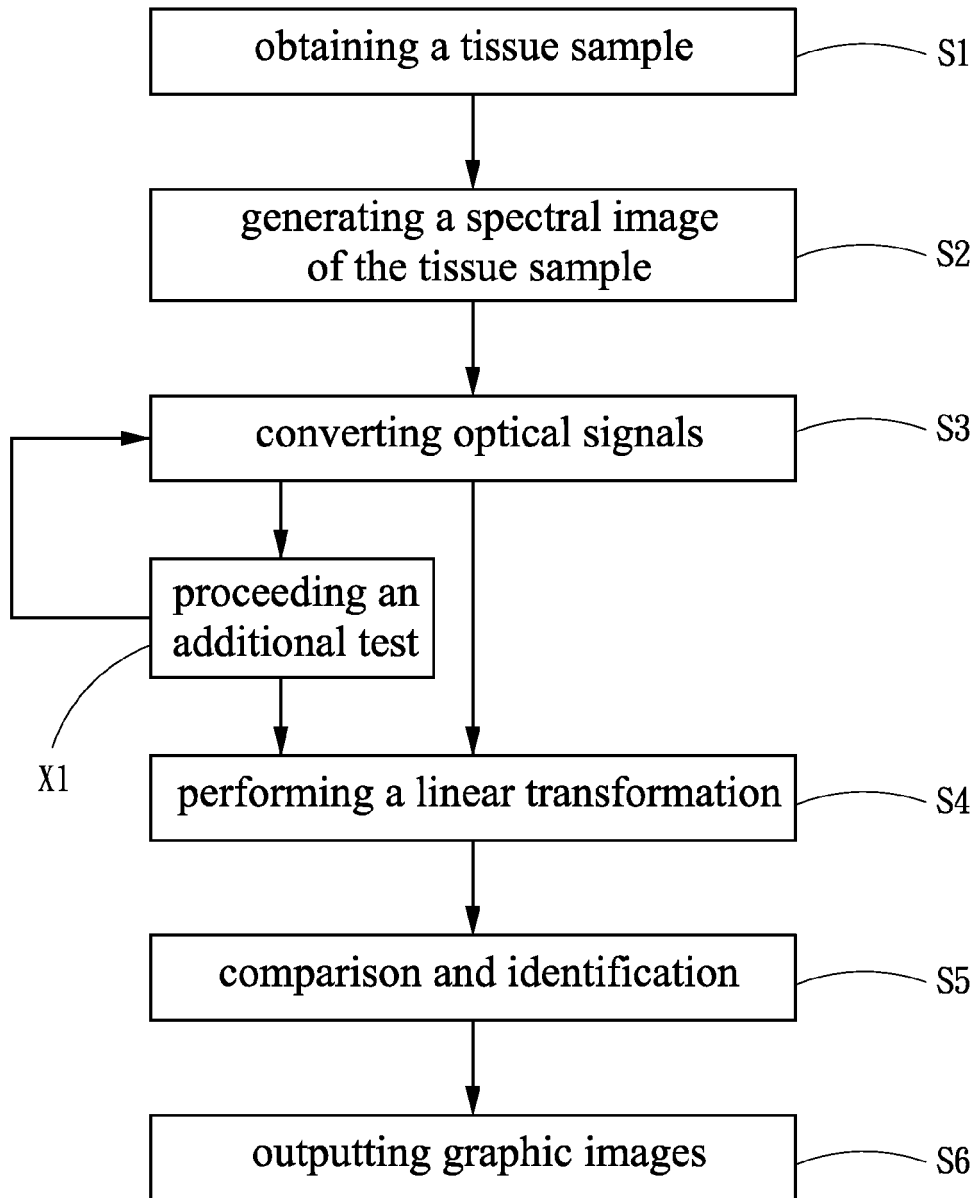 obtaining a tissue sample
S1
generating a spectral image
of the tissue sample
S2
converting optical signals
S3
proceeding an
additional test
X1
performing a linear transformation
S4
comparison and identification
S5
outputting graphic images
S6